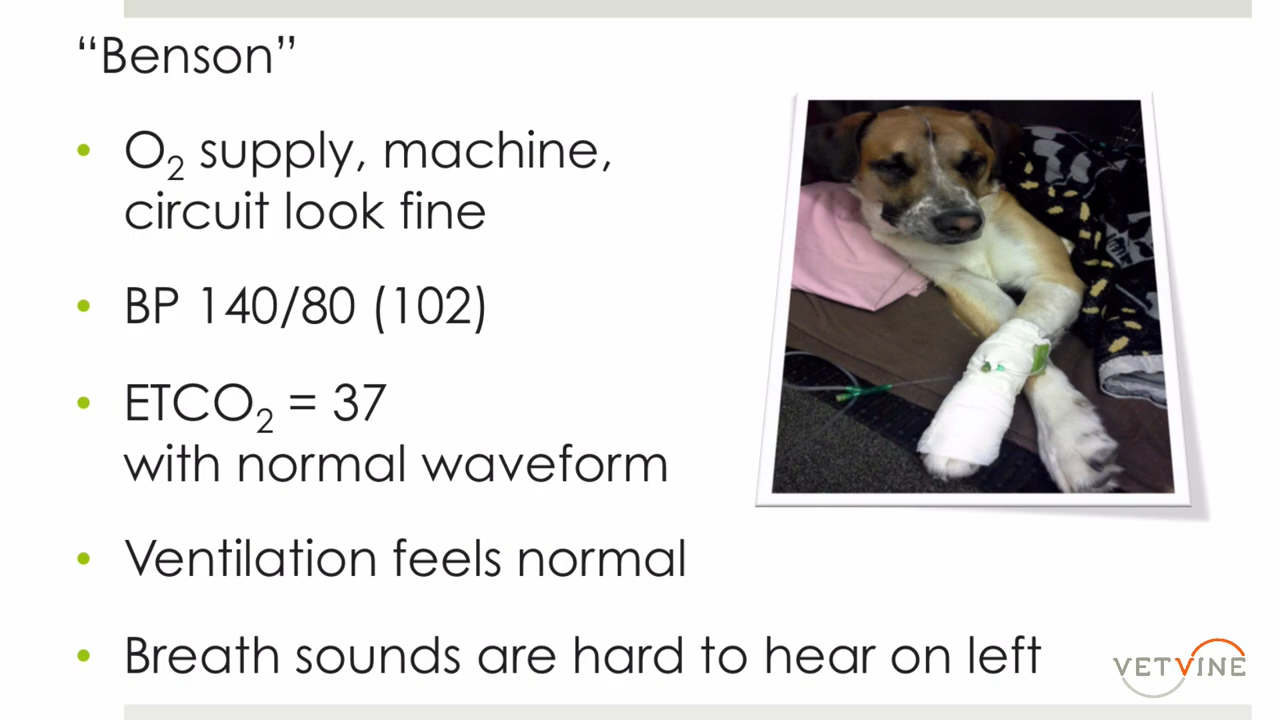 “Benson”
• O₂ supply, machine,
circuit look fine
• BP 140/80 (102)
• ETCO₂ = 37
with normal waveform
• Ventilation feels normal
• Breath sounds are hard to hear on left
VETVINE